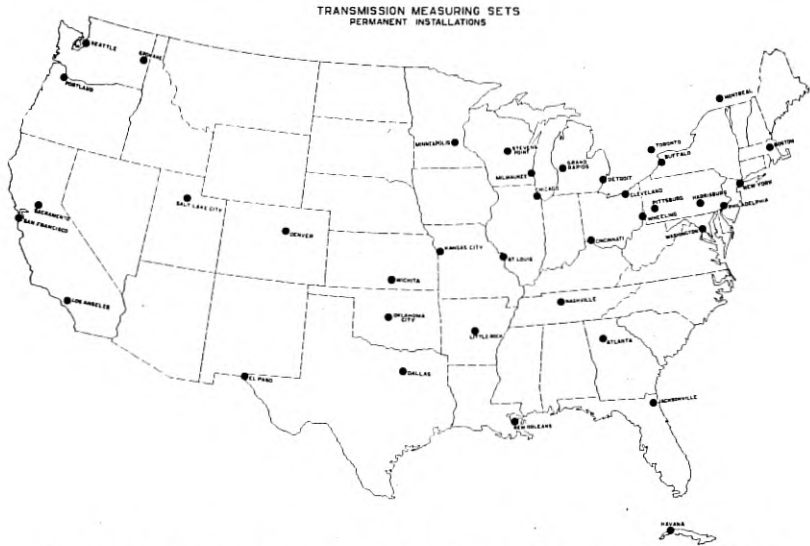 TRANSMISSION MEASURING SETS
PERMANENT INSTALLATIONS
SEATTLE
SPOKANE
PORTLAND
MONTREAL
MINNEAPOLIS
STEVENS
POINT
TORONTO
BUFFALO
BOSTON
MILWAUKEE
GRAND
RAPIDS
DETROIT
CHICAGO
CLEVELAND
NEW YORK
PITTSBURG
HARRISBURG
PHILADELPHIA
WHEELING
SALT LAKE CITY
SACRAMENTO
SAN FRANCISCO
DENVER
KANSAS CITY
ST LOUIS
CINCINNATI
WASHINGTON
WICHITA
LOS ANGELES
OKLAHOMA
CITY
NASHVILLE
LITTLE ROCK
ATLANTA
EL PASO
DALLAS
JACKSONVILLE
NEW ORLEANS
HAVANA